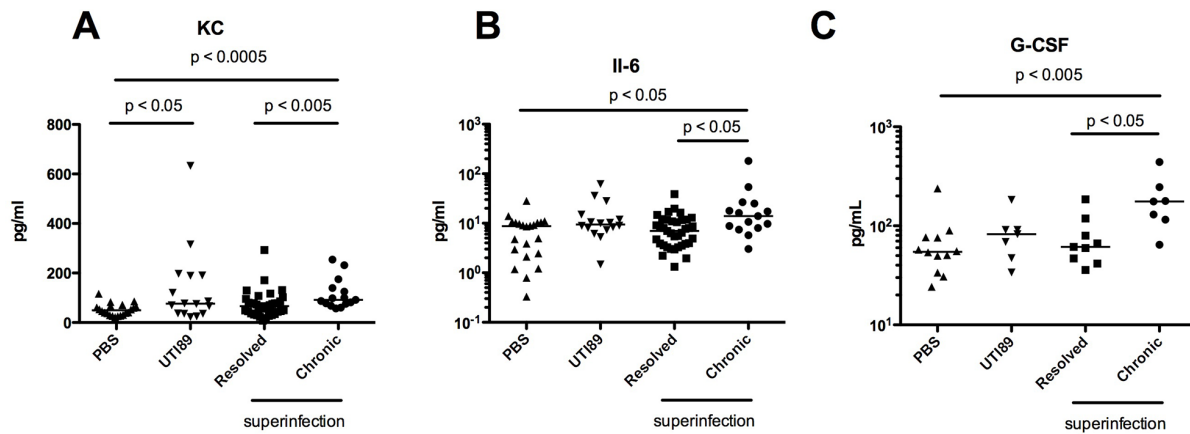 A
KC
p < 0.0005
p < 0.05
p < 0.005
800
600
400
200
0
pg/ml
PBS
UTI89
Resolved
Chronic
superinfection
B
Il-6
p < 0.05
p < 0.05
10³
10²
10¹
10⁰
10⁻¹
pg/ml
PBS
UTI89
Resolved
Chronic
superinfection
C
G-CSF
p < 0.005
p < 0.05
10³
10²
10¹
pg/mL
PBS
UTI89
Resolved
Chronic
superinfection